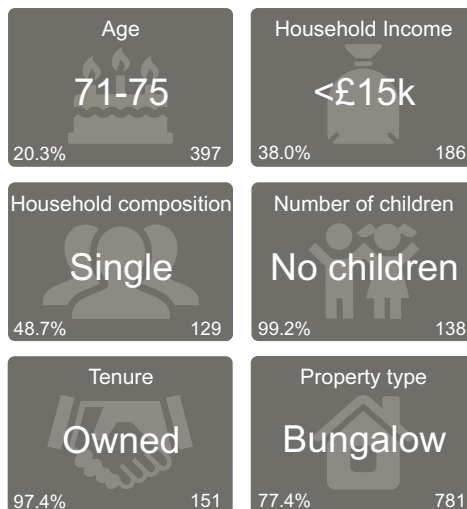 Age
71-75
20.3% 397
Household Income
<£15k
38.0% 186
Household composition
Single
48.7% 129
Number of children
No children
99.2% 138
Tenure
Owned
97.4% 151
Property type
Bungalow
77.4% 781